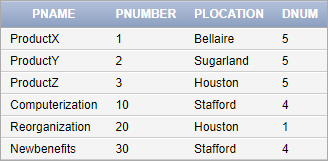 PNAME PNUMBER PLOCATION DNUM
ProductX 1 Bellaire 5
ProductY 2 Sugarland 5
ProductZ 3 Houston 5
Computerization 10 Stafford 4
Reorganization 20 Houston 1
Newbenefits 30 Stafford 4